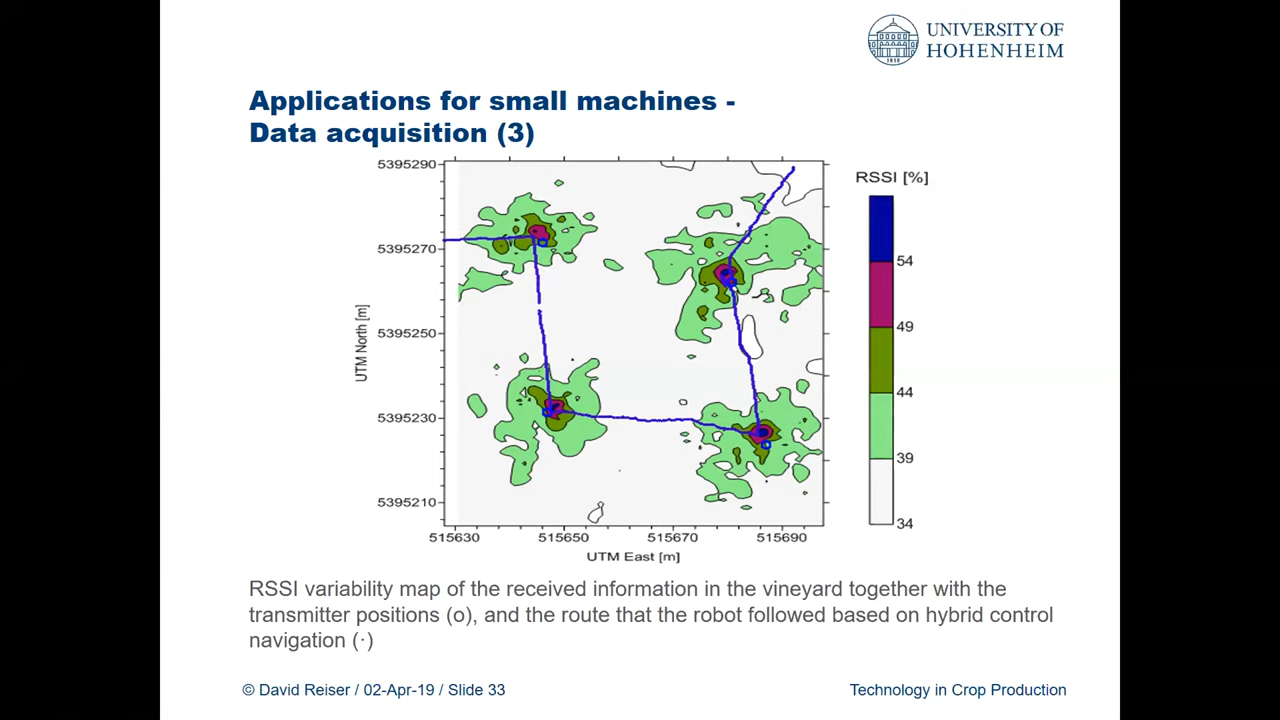 UNIVERSITY OF
HOHENHEIM
1818
Applications for small machines -
Data acquisition (3)
RSSI [%]
5395290
5395270
5395250
5395230
5395210
UTM North [m]
515630 515650 515670 515690
UTM East [m]
54
49
44
39
34
RSSI variability map of the received information in the vineyard together with the
transmitter positions (o), and the route that the robot followed based on hybrid control
navigation (·)
© David Reiser / 02-Apr-19 / Slide 33
Technology in Crop Production